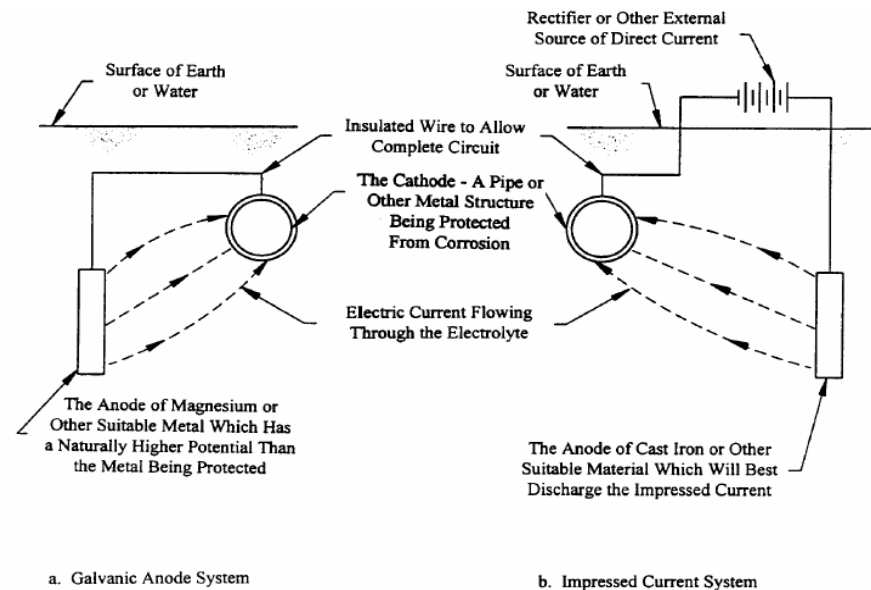 Rectifier or Other External
Source of Direct Current
Surface of Earth
or Water
Surface of Earth
or Water
Insulated Wire to Allow
Complete Circuit
The Cathode - A Pipe or
Other Metal Structure
Being Protected
From Corrosion
Electric Current Flowing
Through the Electrolyte
The Anode of Magnesium or
Other Suitable Metal Which Has
a Naturally Higher Potential Than
the Metal Being Protected
The Anode of Cast Iron or Other
Suitable Material Which Will Best
Discharge the Impressed Current
a. Galvanic Anode System
b. Impressed Current System